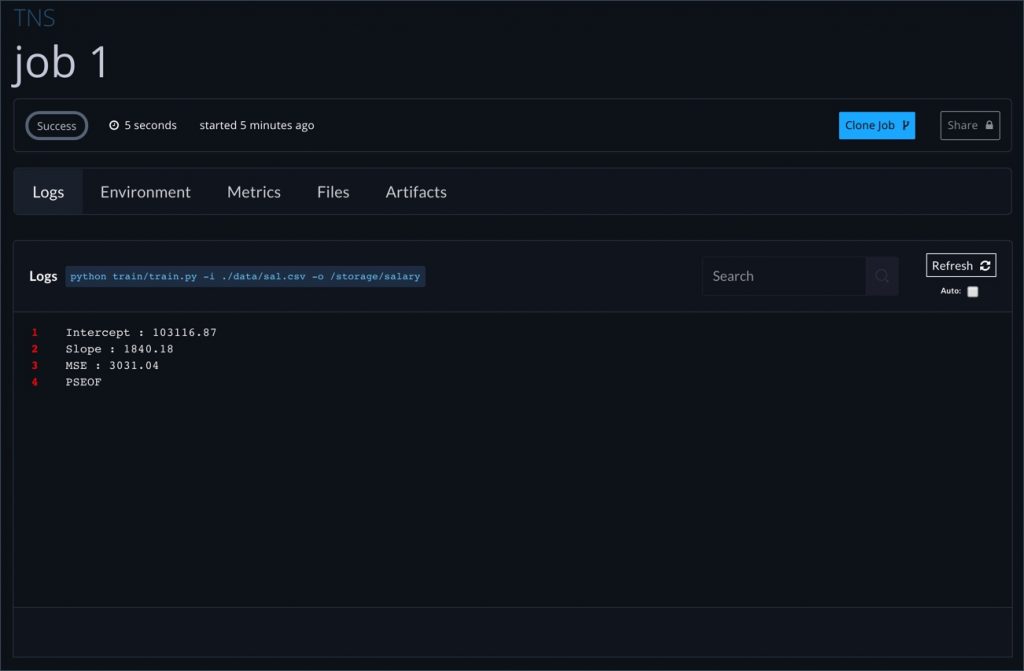 TNS
job 1
Success 5 seconds started 5 minutes ago Clone Job Share
Logs Environment Metrics Files Artifacts
Logs python train/train.py -i ./data/sal.csv -o /storage/salary Search Refresh
Auto:
1 Intercept : 103116.87
2 Slope : 1840.18
3 MSE : 3031.04
4 PSEOF